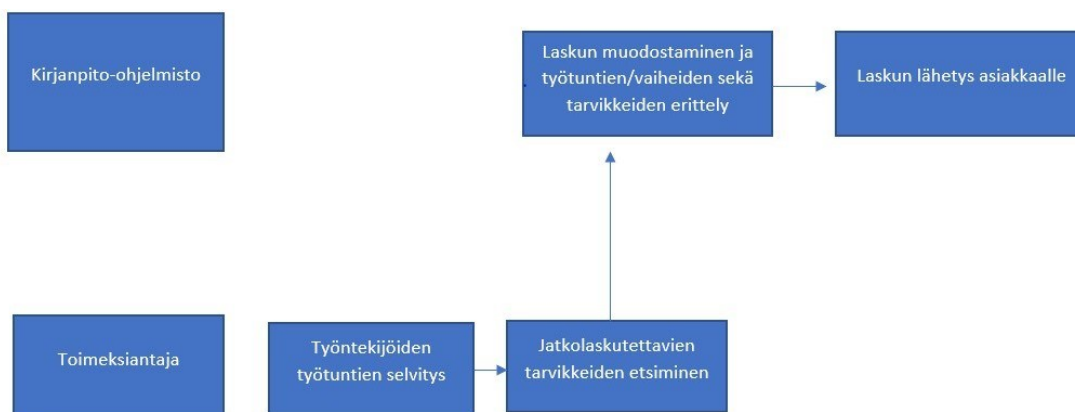 Kirjanpito-ohjelmisto
Laskun muodostaminen ja
työtuntien/vaiheiden sekä
tarvikkeiden erittely
Laskun lähetys asiakkaalle
Toimeksiantaja
Työntekijöiden
työtuntien selvitys
Jatkolaskutettavien
tarvikkeiden etsiminen